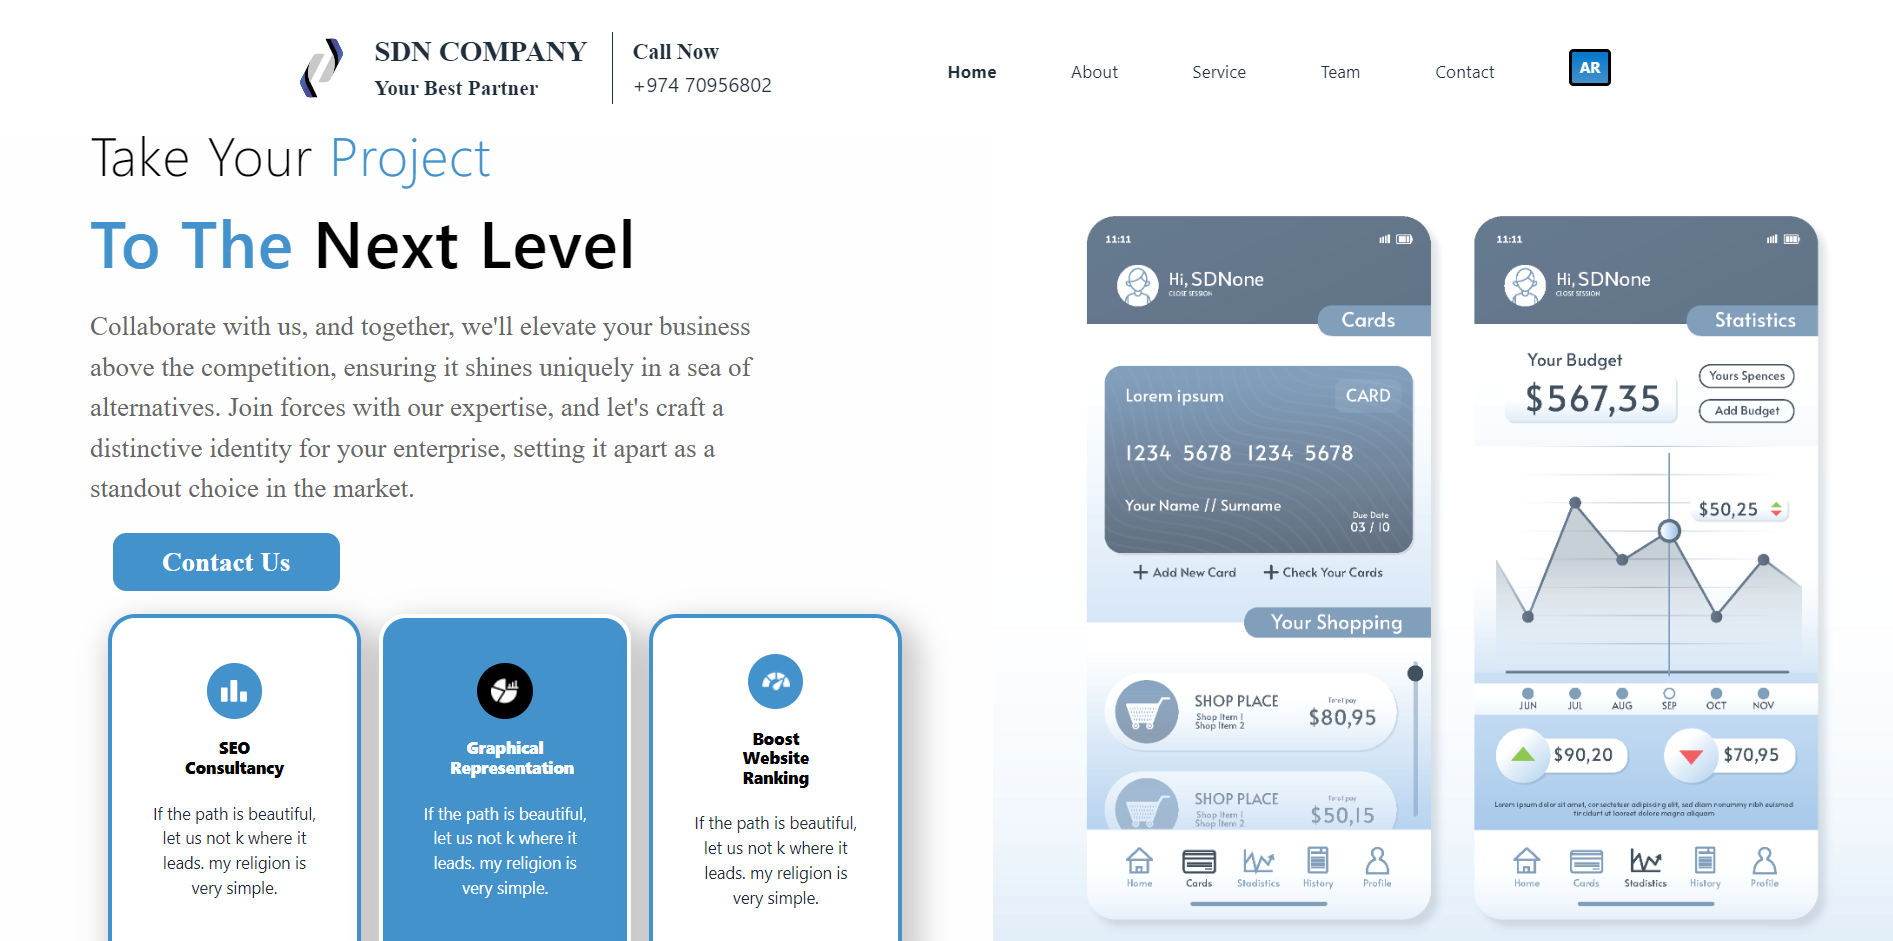 SDN COMPANY
Your Best Partner
Call Now
+974 70956802
Home
About
Service
Team
Contact
AR
Take Your Project
To The Next Level
Collaborate with us, and together, we'll elevate your business
above the competition, ensuring it shines uniquely in a sea of
alternatives. Join forces with our expertise, and let's craft a
distinctive identity for your enterprise, setting it apart as a
standout choice in the market.
Contact Us
SEO
Consultancy
If the path is beautiful,
let us not k where it
leads. my religion is
very simple.
Graphical
Representation
If the path is beautiful,
let us not k where it
leads. my religion is
very simple.
Boost
Website
Ranking
If the path is beautiful,
let us not k where it
leads. my religion is
very simple.
11:11
Hi, SDNone
CLOSE SESSION
Cards
Lorem ipsum
CARD
1234 5678 1234 5678
Your Name // Surname
Due Date
03 / 10
Add New Card
Check Your Cards
Your Shopping
SHOP PLACE
Shop Item 1
Shop Item 2
Total pay
$80,95
SHOP PLACE
Shop Item 1
Shop Item 2
Total pay
$50,15
Home
Cards
Stadistics
History
Profile
11:11
Hi, SDNone
CLOSE SESSION
Statistics
Your Budget
$567,35
Yours Spences
Add Budget
$50,25
JUN
JUL
AUG
SEP
OCT
NOV
$90,20
$70,95
Lorem ipsum dolor sit amet, consectetuer adipiscing elit, sed diam nonummy nibh euismod
tincidunt ut laoreet dolore magna aliquam
Home
Cards
Stadistics
History
Profile